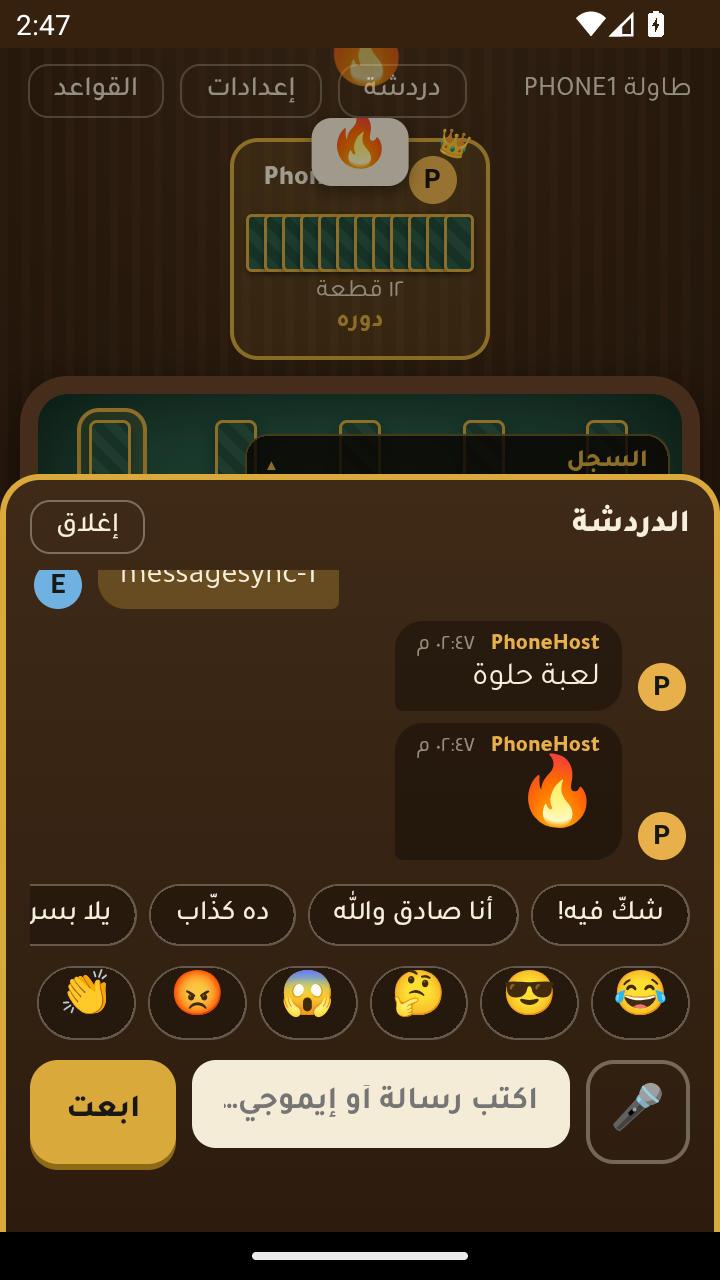 2:47
طاولة PHONE1
دردشة
إعدادات
القواعد
P
١٢ قطعة
دوره
السجل
الدردشة
إغلاق
E
messagesync-1
PhoneHost ٠٢:٤٧ م
لعبة حلوة
P
PhoneHost ٠٢:٤٧ م
P
شكّ فيه!
أنا صادق والله
ده كذّاب
يلا بسر
اكتب رسالة أو إيموجي…
ابعت